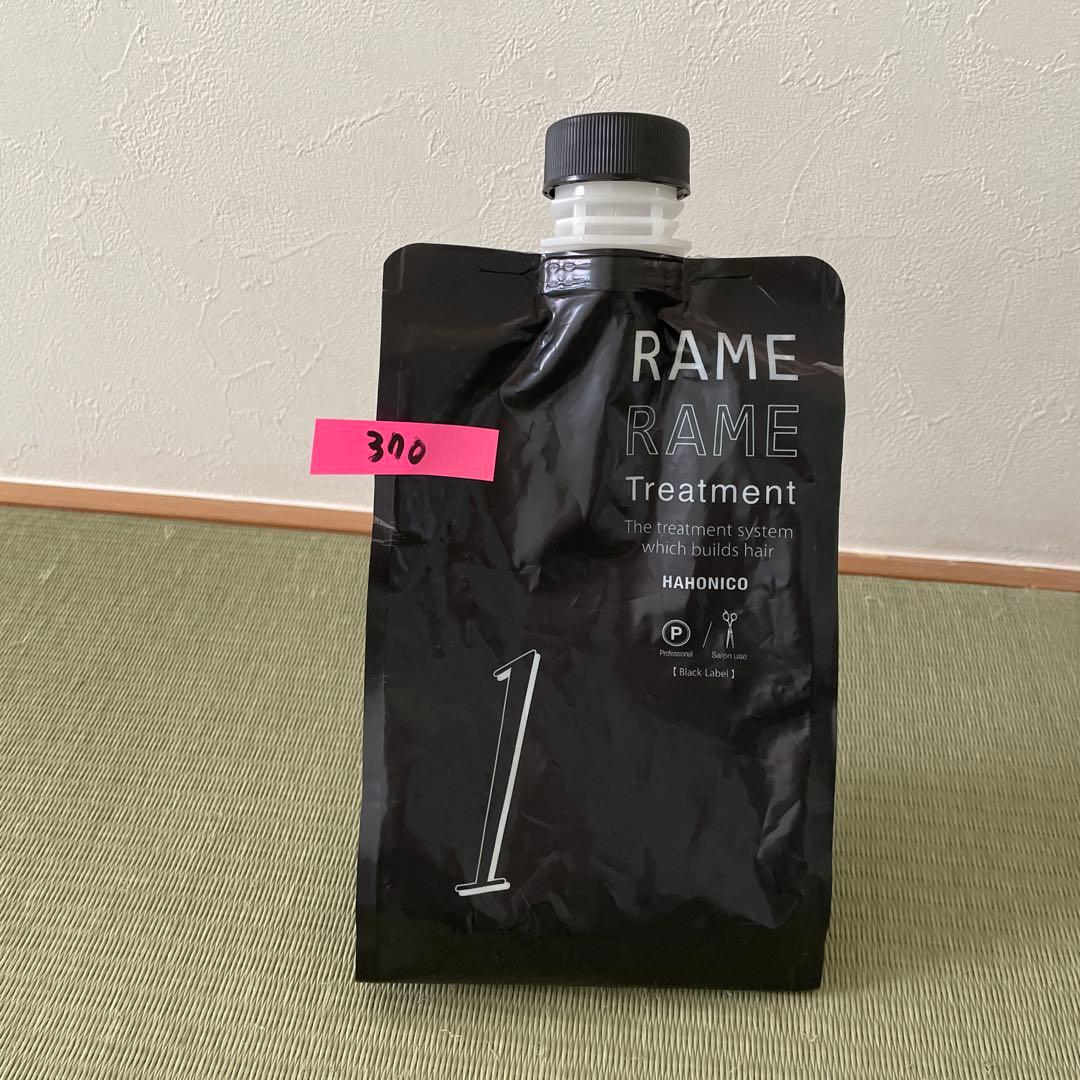 RAME
RAME
Treatment
The treatment system
which builds hair
HAHONICO
P
Professional
Salon use
【Black Label】
370
1